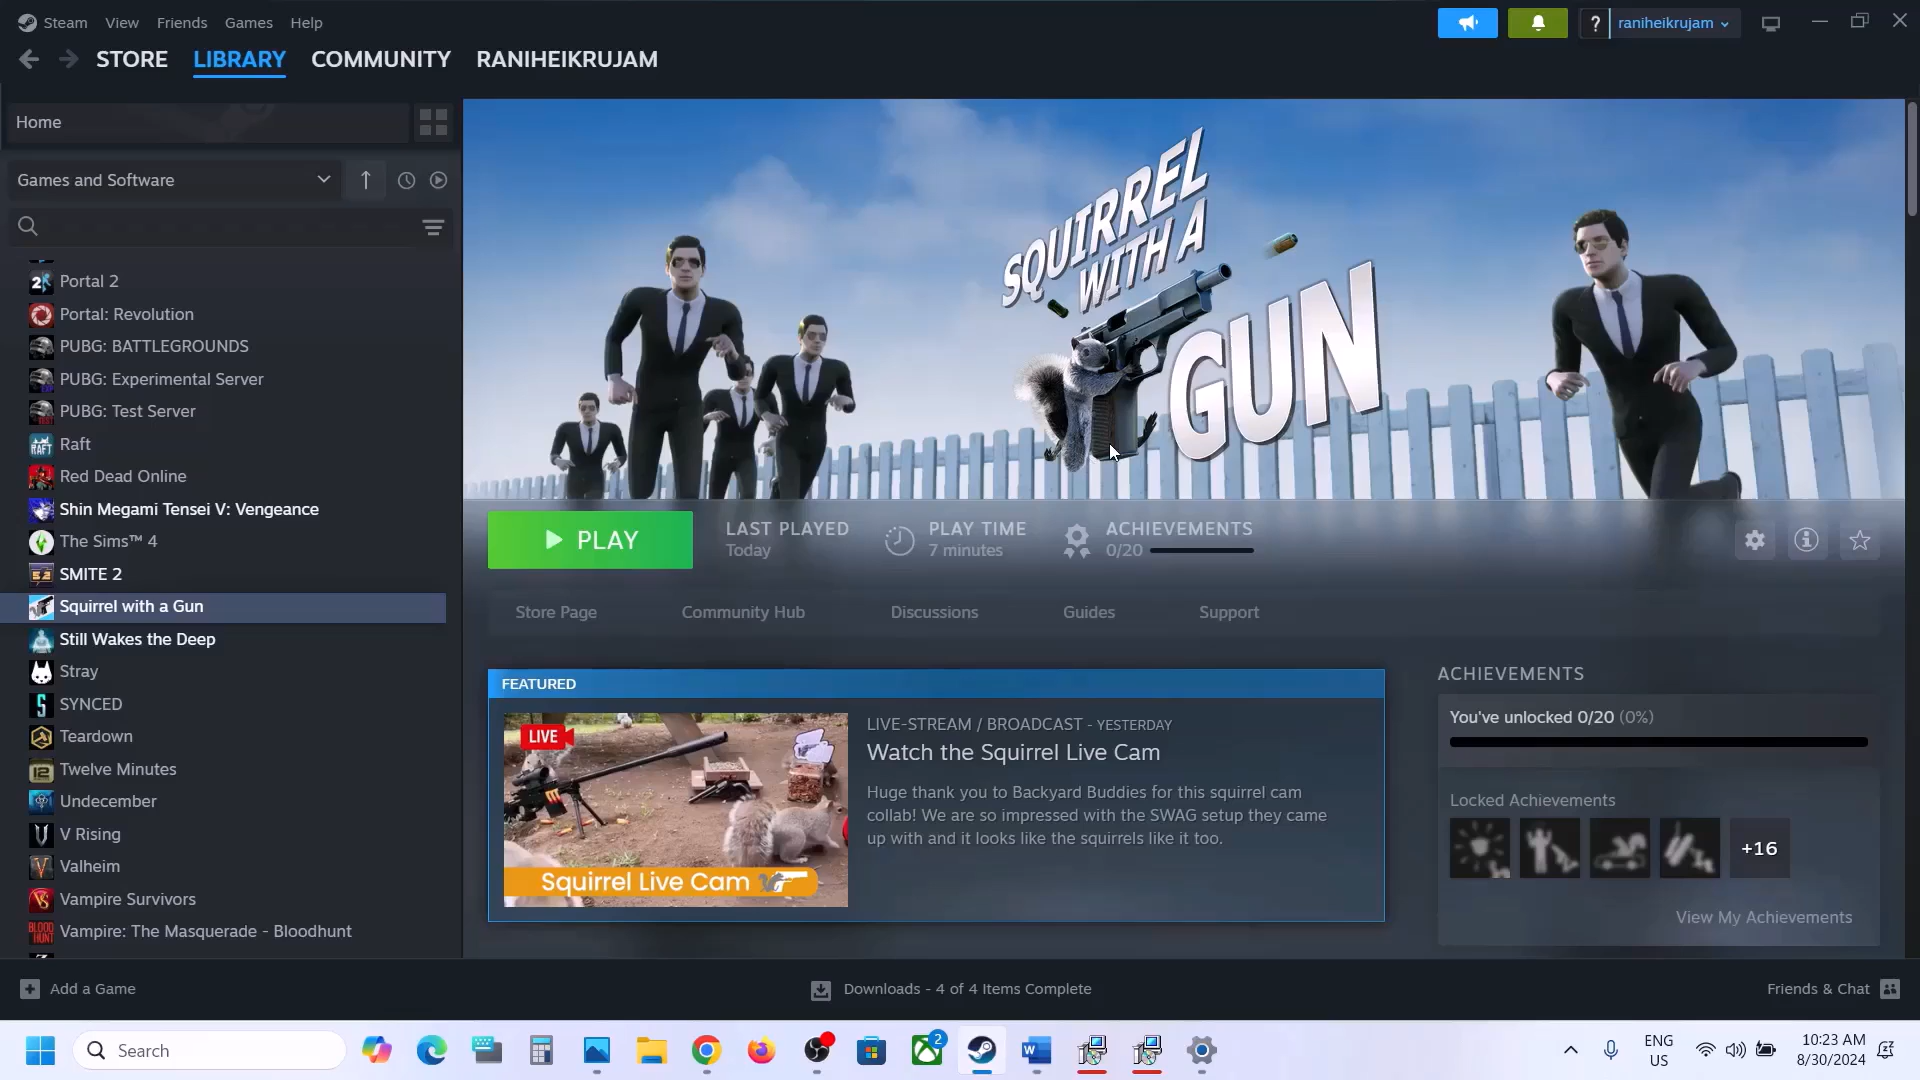 Steam View Friends Games Help
? raniheikrujam
STORE LIBRARY COMMUNITY RANIHEIKRUJAM
Home
Games and Software
Portal 2
Portal: Revolution
PUBG: BATTLEGROUNDS
PUBG: Experimental Server
PUBG: Test Server
Raft
Red Dead Online
Shin Megami Tensei V: Vengeance
The Sims™ 4
SMITE 2
Squirrel with a Gun
Still Wakes the Deep
Stray
SYNCED
Teardown
Twelve Minutes
Undecember
V Rising
Valheim
Vampire Survivors
Vampire: The Masquerade - Bloodhunt
SQUIRREL
WITH A
GUN
PLAY
LAST PLAYED
Today
PLAY TIME
7 minutes
ACHIEVEMENTS
0/20
Store Page Community Hub Discussions Guides Support
FEATURED
LIVE
Squirrel Live Cam
LIVE-STREAM / BROADCAST - YESTERDAY
Watch the Squirrel Live Cam
Huge thank you to Backyard Buddies for this squirrel cam
collab! We are so impressed with the SWAG setup they came
up with and it looks like the squirrels like it too.
ACHIEVEMENTS
You've unlocked 0/20 (0%)
Locked Achievements
+16
View My Achievements
Add a Game
Downloads - 4 of 4 Items Complete
Friends & Chat
Search
2
ENG
US
10:23 AM
8/30/2024